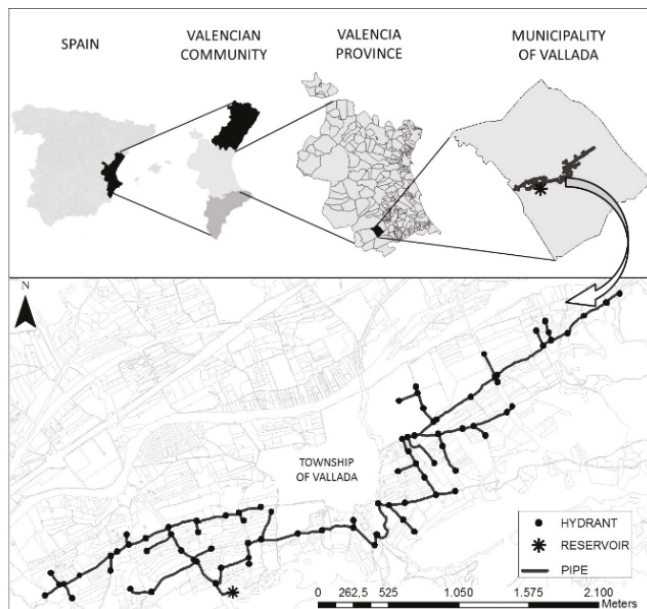 SPAIN
VALENCIAN
COMMUNITY
VALENCIA
PROVINCE
MUNICIPALITY
OF VALLADA
N
TOWNSHIP
OF VALLADA
HYDRANT
RESERVOIR
PIPE
0 262,5 525 1.050 1.575 2.100
Meters